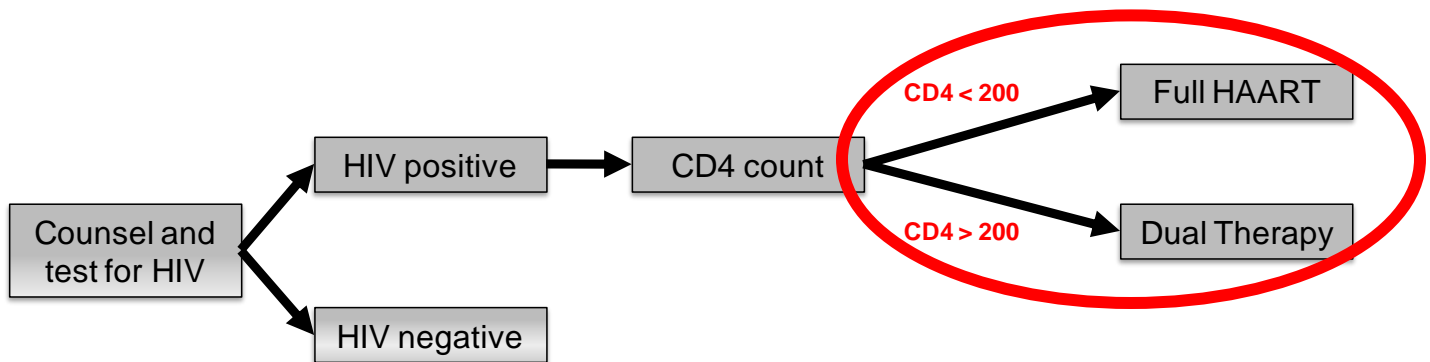 Counsel and
test for HIV
HIV positive
HIV negative
CD4 count
CD4 < 200
CD4 > 200
Full HAART
Dual Therapy